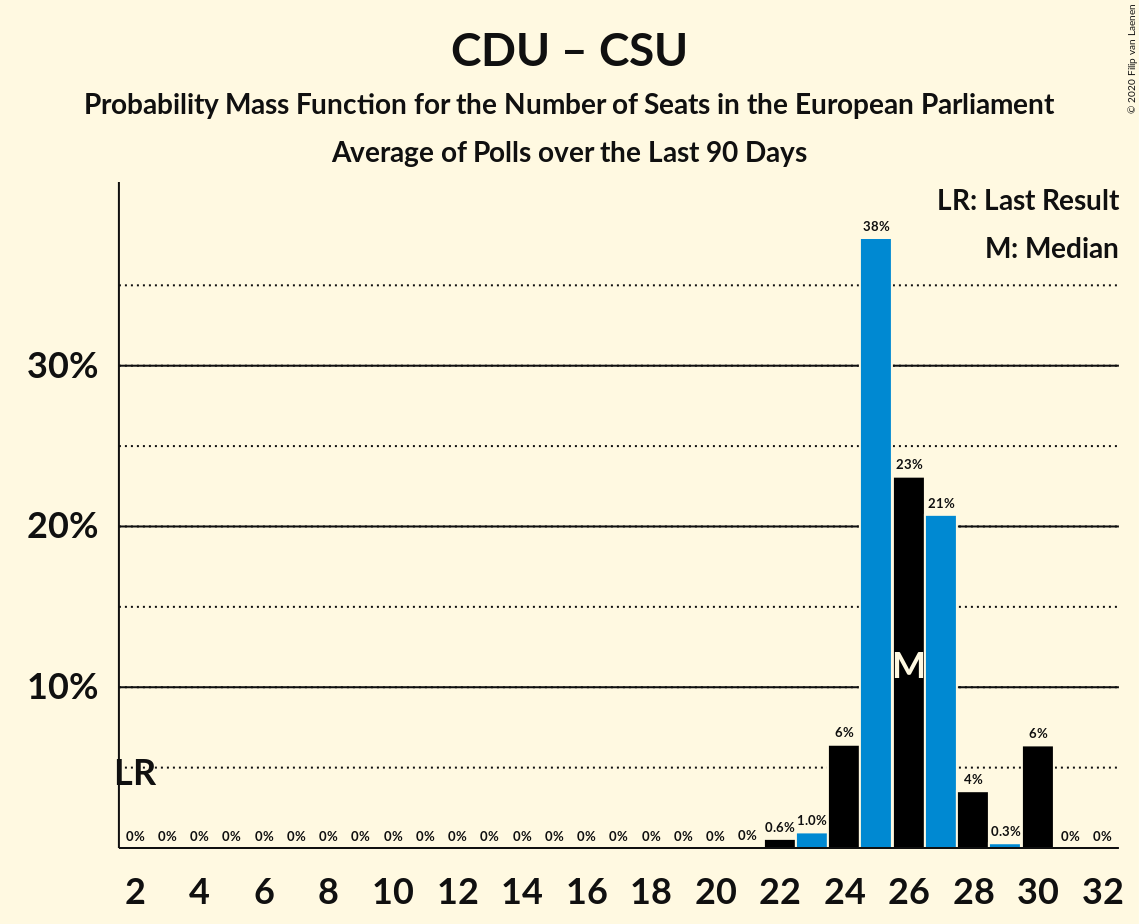 CDU – CSU
Probability Mass Function for the Number of Seats in the European Parliament
Average of Polls over the Last 90 Days
© 2020 Filip van Laenen
LR: Last Result
M: Median
38%
30%
23%
21%
20%
M
10%
6%
6%
LR
4%
0% 0% 0% 0% 0% 0% 0% 0% 0% 0% 0% 0% 0% 0% 0% 0% 0% 0% 0% 0% 0.6% 1.0% 0.3% 0% 0%
2 4 6 8 10 12 14 16 18 20 22 24 26 28 30 32